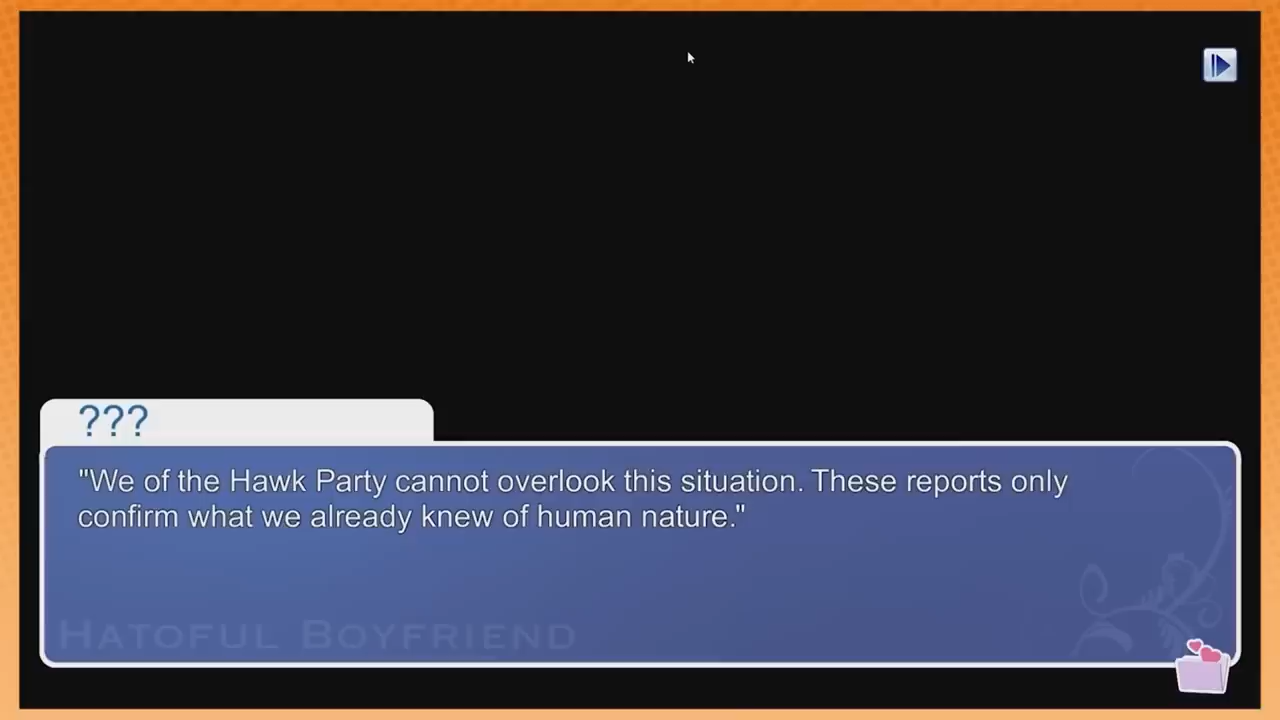 ???
"We of the Hawk Party cannot overlook this situation. These reports only
confirm what we already knew of human nature."
HATOFUL BOYFRIEND